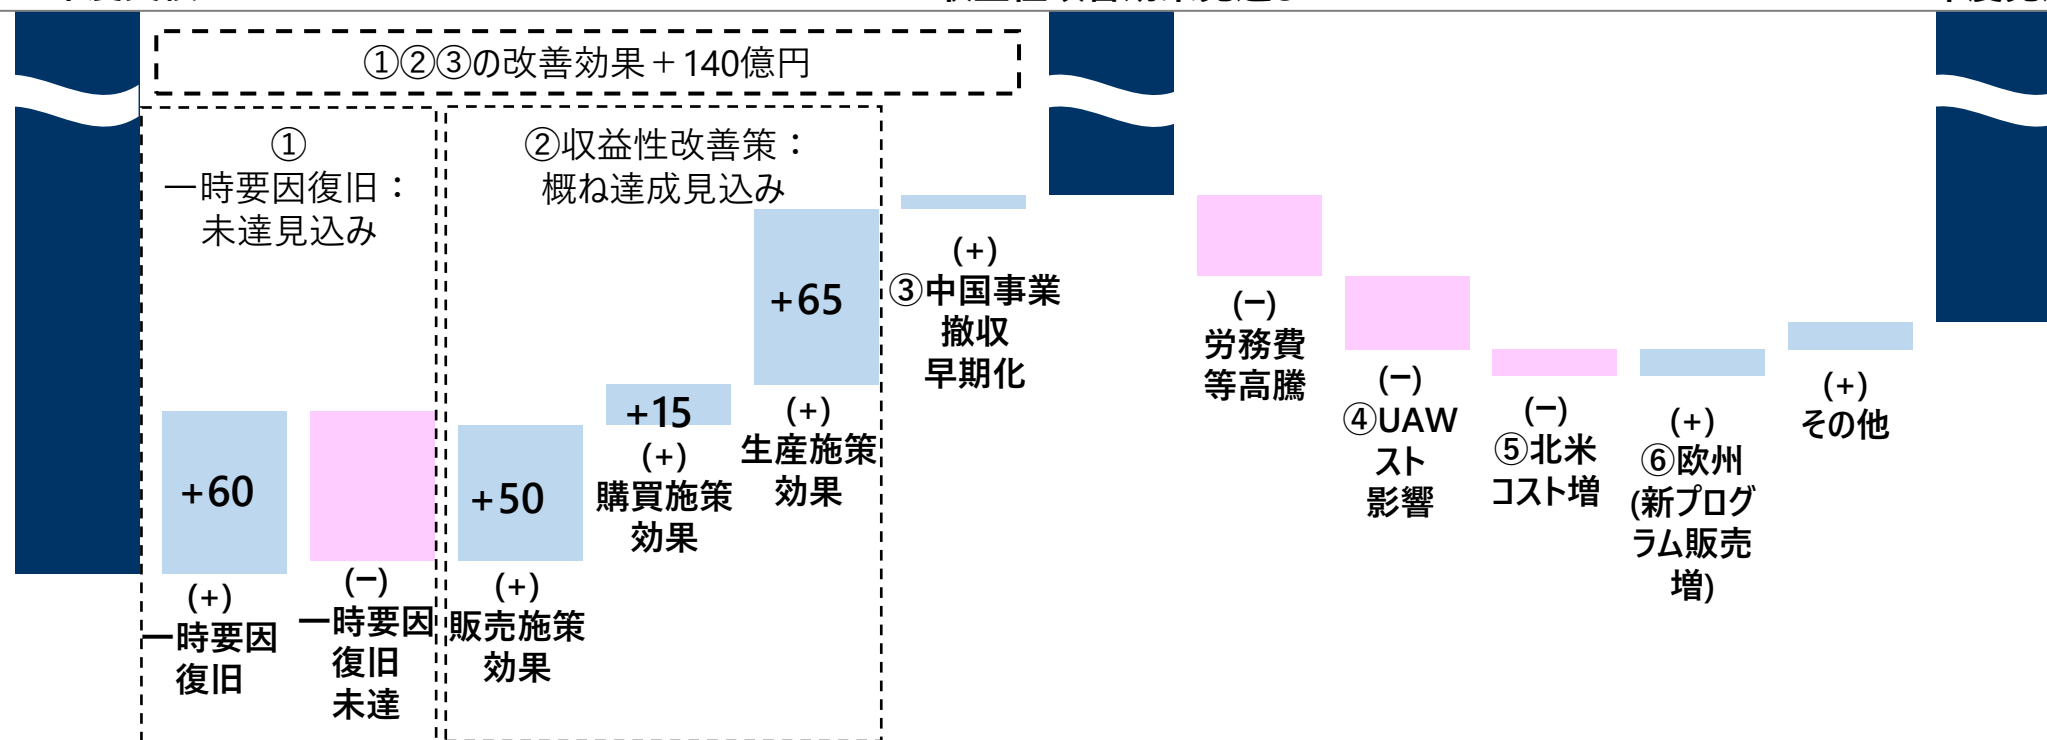 ①②③の改善効果＋140億円
①
一時要因復旧：
未達見込み
②収益性改善策：
概ね達成見込み
+60
(+)
一時要因
復旧
(−)
一時要因
復旧
未達
+50
(+)
販売施策
効果
+15
(+)
購買施策
効果
+65
(+)
生産施策
効果
(+)
③中国事業
撤収
早期化
(−)
労務費
等高騰
(−)
④UAW
スト
影響
(−)
⑤北米
コスト増
(+)
⑥欧州
(新プログ
ラム販売
増)
(+)
その他